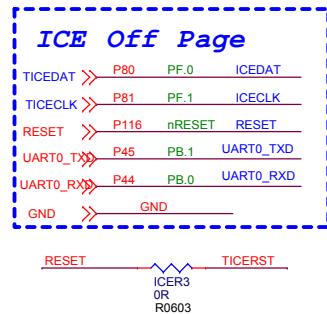 ICE Off Page
TICEDAT P80 PF.0 ICEDAT
TICECLK P81 PF.1 ICECLK
RESET P116 nRESET RESET
UART0_TXD P45 PB.1 UART0_TXD
UART0_RXD P44 PB.0 UART0_RXD
GND GND
RESET TICERST
ICER3
0R
R0603